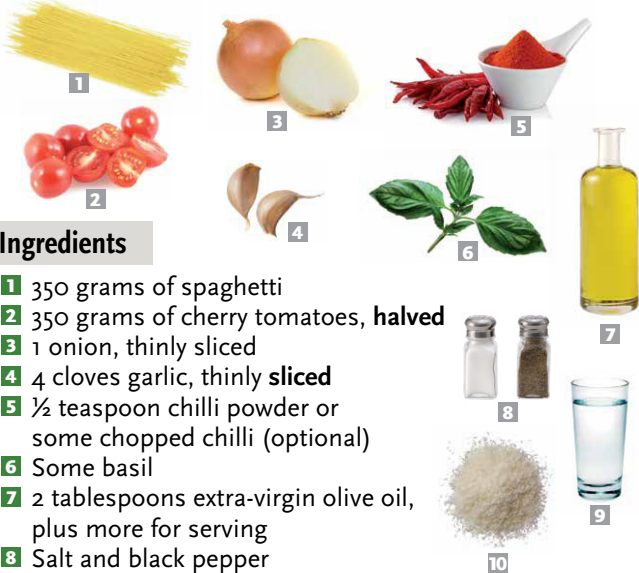 1
3
5
2
4
6
7
Ingredients
1 350 grams of spaghetti
2 350 grams of cherry tomatoes, halved
3 1 onion, thinly sliced
4 4 cloves garlic, thinly sliced
8
5 ½ teaspoon chilli powder or
some chopped chilli (optional)
6 Some basil
7 2 tablespoons extra-virgin olive oil,
plus more for serving
9
8 Salt and black pepper
10